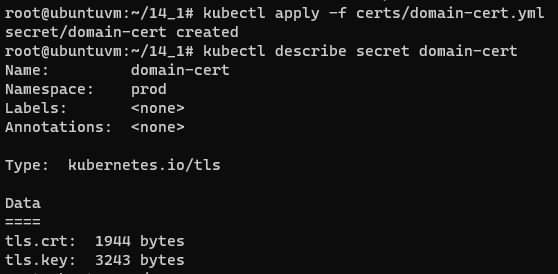 root@ubuntuvm:~/14_1# kubectl apply -f certs/domain-cert.yml
secret/domain-cert created
root@ubuntuvm:~/14_1# kubectl describe secret domain-cert
Name:         domain-cert
Namespace:    prod
Labels:       <none>
Annotations:  <none>

Type:  kubernetes.io/tls

Data
====
tls.crt:  1944 bytes
tls.key:  3243 bytes